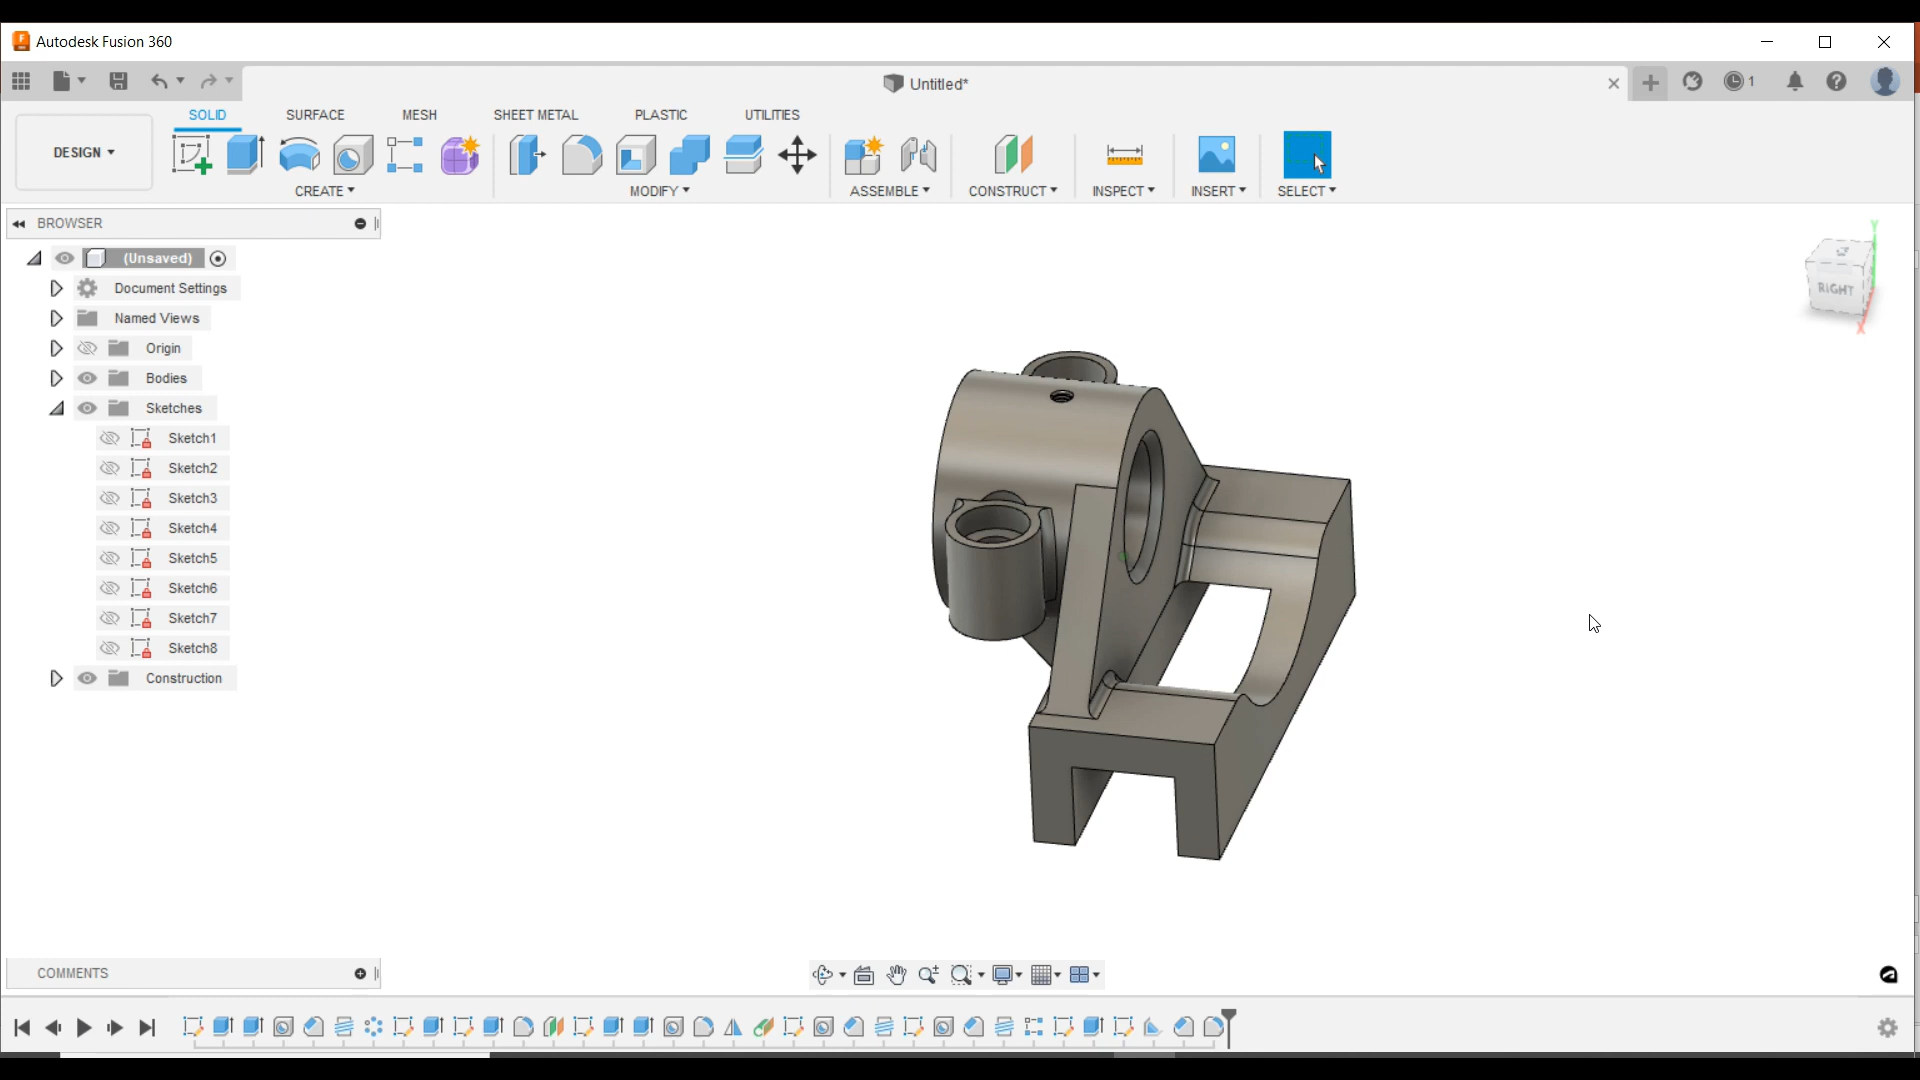 Autodesk Fusion 360
Untitled*
1
DESIGN
SOLID
SURFACE
MESH
SHEET METAL
PLASTIC
UTILITIES
CREATE
MODIFY
ASSEMBLE
CONSTRUCT
INSPECT
INSERT
SELECT
BROWSER
(Unsaved)
Document Settings
Named Views
Origin
Bodies
Sketches
Sketch1
Sketch2
Sketch3
Sketch4
Sketch5
Sketch6
Sketch7
Sketch8
Construction
Y
RIGHT
X
COMMENTS